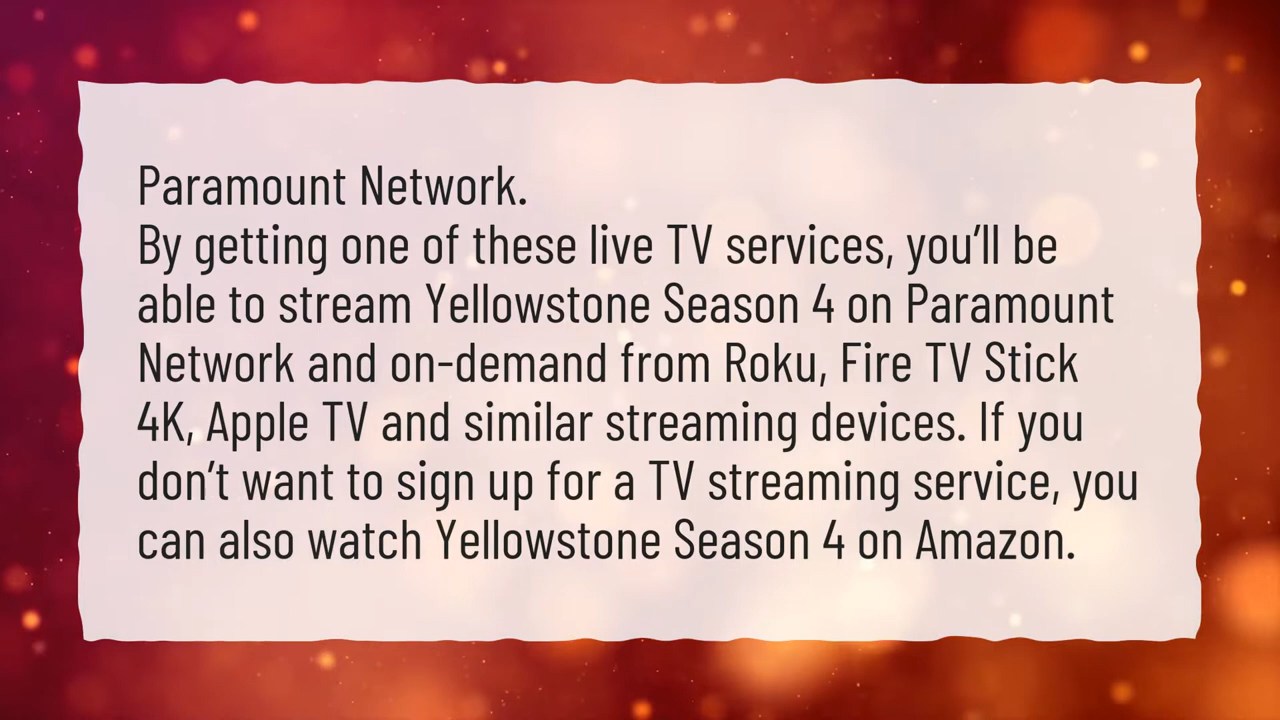 Paramount Network.
By getting one of these live TV services, you’ll be
able to stream Yellowstone Season 4 on Paramount
Network and on-demand from Roku, Fire TV Stick
4K, Apple TV and similar streaming devices. If you
don’t want to sign up for a TV streaming service, you
can also watch Yellowstone Season 4 on Amazon.